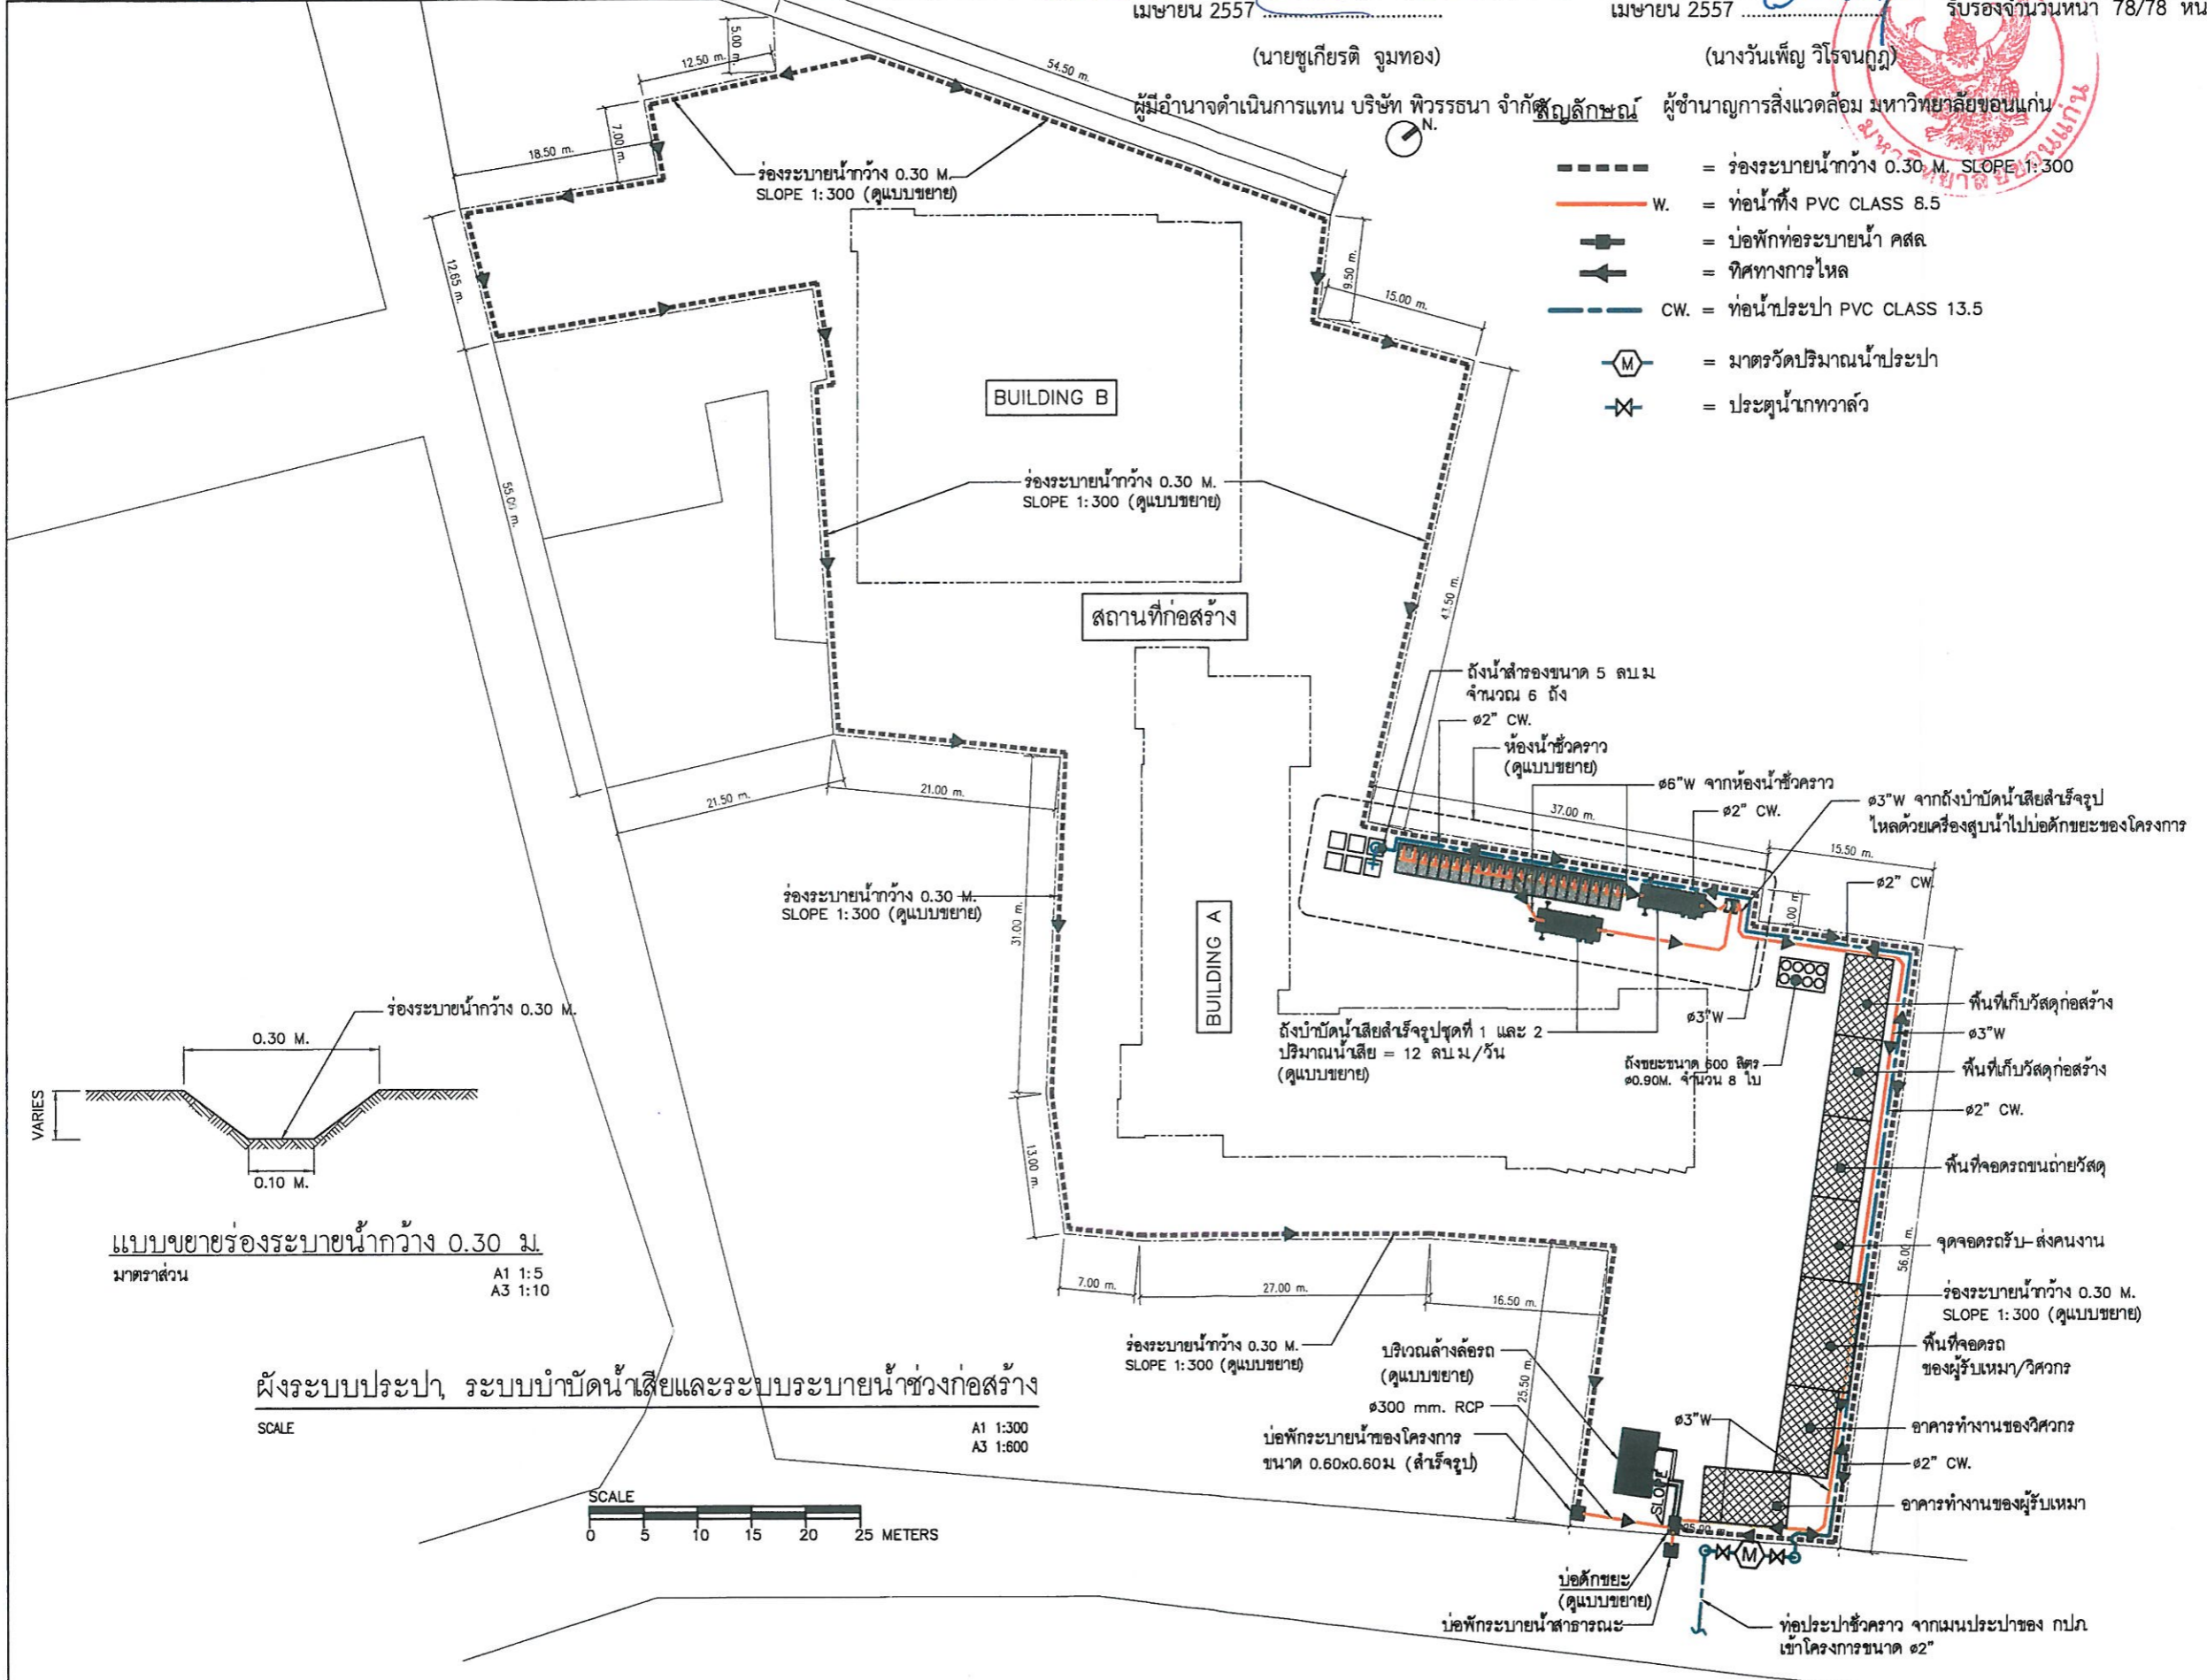 เมษายน 2557
เมษายน 2557
รับรองจำนวนหน้า 78/78 หน
(นายชูเกียรติ จูมทอง)
(นางวันเพ็ญ วิโรจนกูฏ)
ผู้มีอำนาจดำเนินการแทน บริษัท พิวรรธนา จำกัด
ผู้ชำนาญการสิ่งแวดล้อม มหาวิทยาลัยขอนแก่น
มหาวิทยาลัยขอนแก่น
N.
สัญลักษณ์
= ร่องระบายน้ำกว้าง 0.30 M. SLOPE 1:300
W. = ท่อน้ำทิ้ง PVC CLASS 8.5
= บ่อพักท่อระบายน้ำ คสล
= ทิศทางการไหล
CW. = ท่อน้ำประปา PVC CLASS 13.5
M = มาตรวัดปริมาณน้ำประปา
= ประตูน้ำเกทวาล์ว
5.00 m.
12.50 m.
54.50 m.
7.00 m.
18.50 m.
12.65 m.
9.50 m.
15.00 m.
ร่องระบายน้ำกว้าง 0.30 M.
SLOPE 1:300 (ดูแบบขยาย)
BUILDING B
55.00 m.
ร่องระบายน้ำกว้าง 0.30 M.
SLOPE 1:300 (ดูแบบขยาย)
43.50 m.
สถานที่ก่อสร้าง
ถังน้ำสำรองขนาด 5 ลบ.ม
จำนวณ 6 ถัง
ø2" CW.
ห้องน้ำชั่วคราว
(ดูแบบขยาย)
ø6"W จากห้องน้ำชั่วคราว
ø2" CW.
ø3"W จากถังบำบัดน้ำเสียสำเร็จรูป
ไหลด้วยเครื่องสูบน้ำไปบ่อดักขยะของโครงการ
21.50 m.
21.00 m.
37.00 m.
15.50 m.
ø2" CW.
ร่องระบายน้ำกว้าง 0.30 M.
SLOPE 1:300 (ดูแบบขยาย)
31.00 m.
BUILDING A
ถังบำบัดน้ำเสียสำเร็จรูปชุดที่ 1 และ 2
ปริมาณน้ำเสีย = 12 ลบ.ม/วัน
(ดูแบบขยาย)
ø3"W
ถังขยะขนาด 600 ลิตร
ø0.90M. จำนวน 8 ใบ
พื้นที่เก็บวัสดุก่อสร้าง
ø3"W
พื้นที่เก็บวัสดุก่อสร้าง
ø2" CW.
พื้นที่จอดรถขนถ่ายวัสดุ
จุดจอดรถรับ-ส่งคนงาน
56.00 m.
ร่องระบายน้ำกว้าง 0.30 M.
SLOPE 1:300 (ดูแบบขยาย)
พื้นที่จอดรถ
ของผู้รับเหมา/วิศวกร
อาคารทำงานของวิศวกร
ø2" CW.
อาคารทำงานของผู้รับเหมา
ร่องระบายน้ำกว้าง 0.30 M.
0.30 M.
VARIES
0.10 M.
แบบขยายร่องระบายน้ำกว้าง 0.30 ม.
มาตราส่วน
A1 1:5
A3 1:10
13.00 m.
7.00 m.
27.00 m.
16.50 m.
ร่องระบายน้ำกว้าง 0.30 M.
SLOPE 1:300 (ดูแบบขยาย)
25.50 m.
บริเวณล้างล้อรถ
(ดูแบบขยาย)
ø300 mm. RCP
บ่อพักระบายน้ำของโครงการ
ขนาด 0.60x0.60ม (สำเร็จรูป)
ø3"W
SLOPE
M
บ่อดักขยะ
(ดูแบบขยาย)
บ่อพักระบายน้ำสาธารณะ
ท่อประปาชั่วคราว จากเมนประปาของ กปภ
เข้าโครงการขนาด ø2"
ผังระบบประปา, ระบบบำบัดน้ำเสียและระบบระบายน้ำช่วงก่อสร้าง
SCALE
A1 1:300
A3 1:600
SCALE
0 5 10 15 20 25 METERS